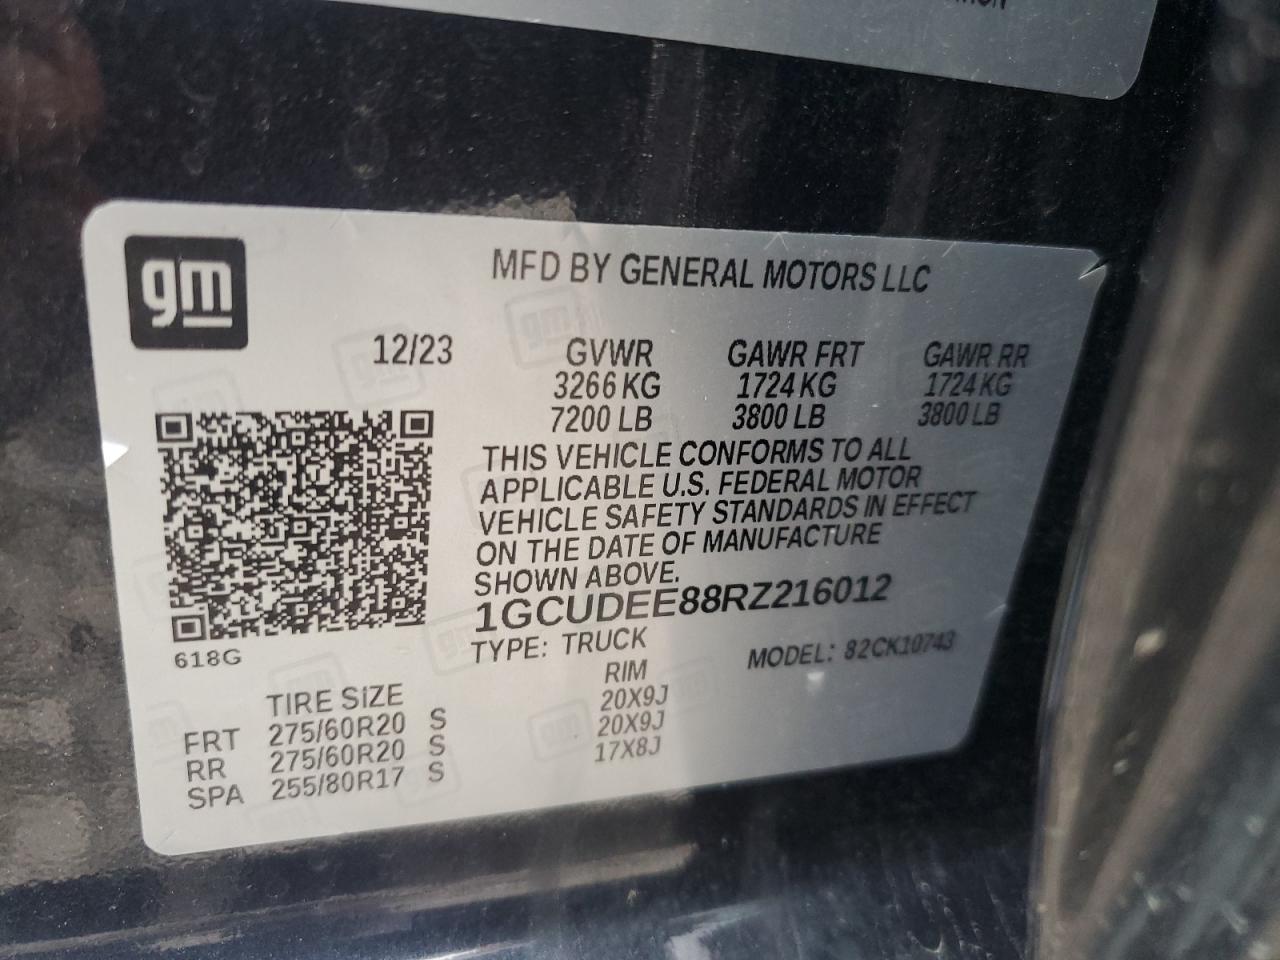 gm
MFD BY GENERAL MOTORS LLC
12/23 GVWR GAWR FRT GAWR RR
3266 KG 1724 KG 1724 KG
7200 LB 3800 LB 3800 LB
THIS VEHICLE CONFORMS TO ALL
APPLICABLE U.S. FEDERAL MOTOR
VEHICLE SAFETY STANDARDS IN EFFECT
ON THE DATE OF MANUFACTURE
SHOWN ABOVE.
1GCUDEE88RZ216012
618G TYPE: TRUCK MODEL: 82CK10743
TIRE SIZE RIM
FRT 275/60R20 S 20X9J
RR 275/60R20 S 20X9J
SPA 255/80R17 S 17X8J